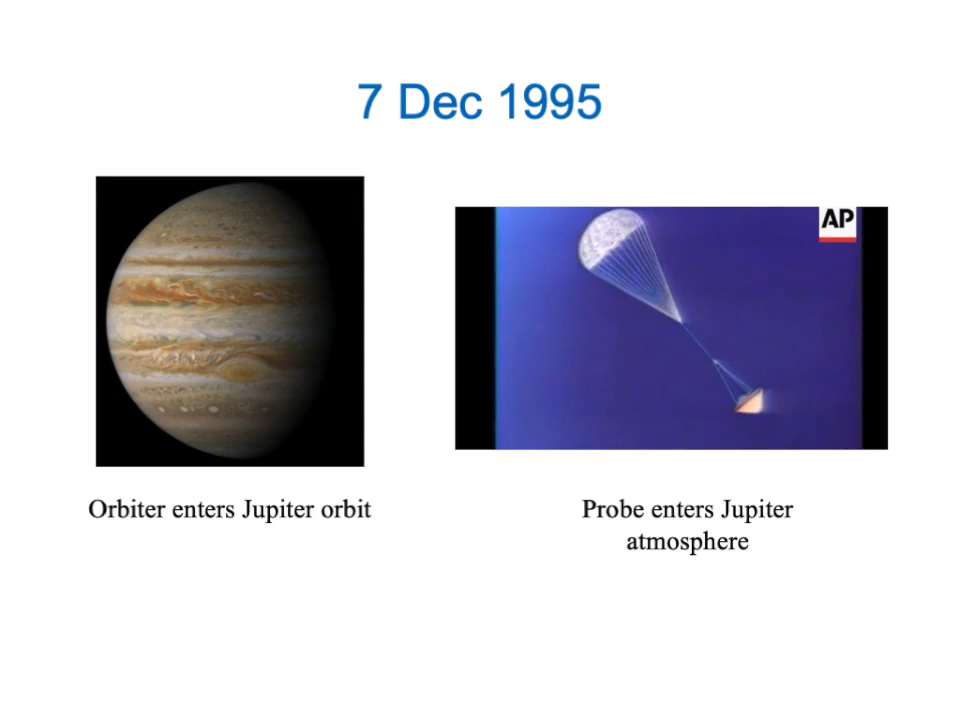 7 Dec 1995
AP
Orbiter enters Jupiter orbit
Probe enters Jupiter
atmosphere